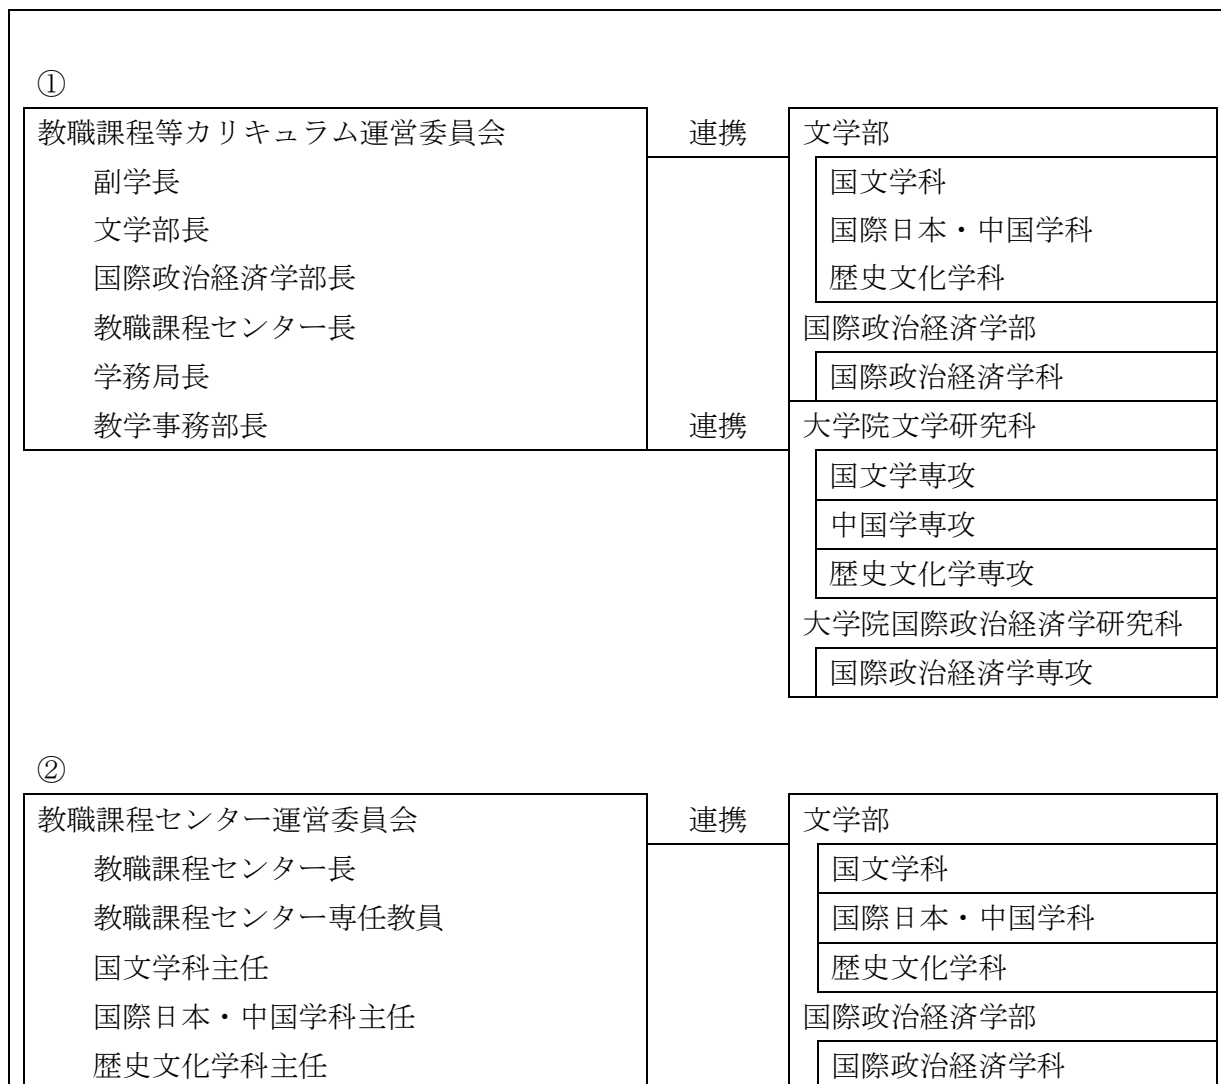 ①
教職課程等カリキュラム運営委員会
副学長
文学部長
国際政治経済学部長
教職課程センター長
学務局長
教学事務部長
連携
連携
文学部
国文学科
国際日本・中国学科
歴史文化学科
国際政治経済学部
国際政治経済学科
大学院文学研究科
国文学専攻
中国学専攻
歴史文化学専攻
大学院国際政治経済学研究科
国際政治経済学専攻
②
教職課程センター運営委員会
教職課程センター長
教職課程センター専任教員
国文学科主任
国際日本・中国学科主任
歴史文化学科主任
連携
文学部
国文学科
国際日本・中国学科
歴史文化学科
国際政治経済学部
国際政治経済学科